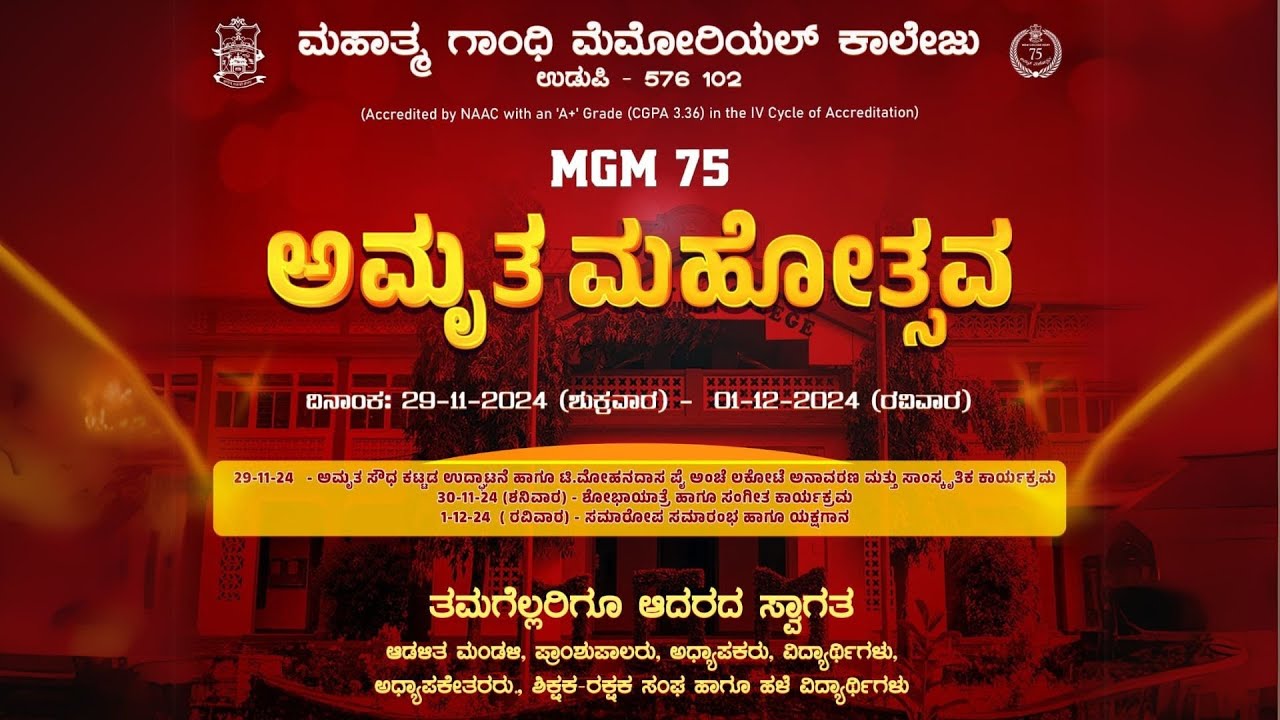 ಮಹಾತ್ಮ ಗಾಂಧಿ ಮೆಮೋರಿಯಲ್ ಕಾಲೇಜು
ಉಡುಪಿ - 576 102
(Accredited by NAAC with an 'A+' Grade (CGPA 3.36) in the IV Cycle of Accreditation)
75
MGM 75
ಅಮೃತ ಮಹೋತ್ಸವ
ದಿನಾಂಕ: 29-11-2024 (ಶುಕ್ರವಾರ) - 01-12-2024 (ರವಿವಾರ)
29-11-24 - ಅಮೃತ ಸೌಧ ಕಟ್ಟಡ ಉದ್ಘಾಟನೆ ಹಾಗೂ ಟಿ.ಮೋಹನದಾಸ ಪೈ ಅಂಚೆ ಲಕೋಟೆ ಅನಾವರಣ ಮತ್ತು ಸಾಂಸ್ಕೃತಿಕ ಕಾರ್ಯಕ್ರಮ
30-11-24 (ಶನಿವಾರ) - ಶೋಭಾಯಾತ್ರೆ ಹಾಗೂ ಸಂಗೀತ ಕಾರ್ಯಕ್ರಮ
1-12-24 ( ರವಿವಾರ) - ಸಮಾರೋಪ ಸಮಾರಂಭ ಹಾಗೂ ಯಕ್ಷಗಾನ
ತಮಗೆಲ್ಲರಿಗೂ ಆದರದ ಸ್ವಾಗತ
ಆಡಳಿತ ಮಂಡಳಿ, ಪ್ರಾಂಶುಪಾಲರು, ಅಧ್ಯಾಪಕರು, ವಿದ್ಯಾರ್ಥಿಗಳು,
ಅಧ್ಯಾಪಕೇತರರು., ಶಿಕ್ಷಕ-ರಕ್ಷಕ ಸಂಘ ಹಾಗೂ ಹಳೆ ವಿದ್ಯಾರ್ಥಿಗಳು